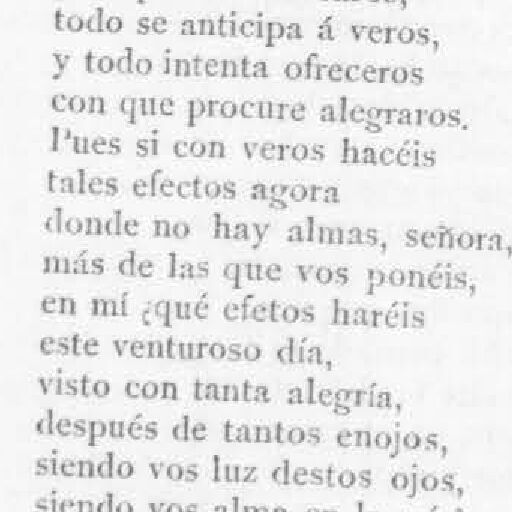 todo se anticipa á veros,
y todo intenta ofreceros
con que procure alegraros.
Pues si con veros hacéis
tales efectos agora
donde no hay almas, señora,
más de las que vos ponéis,
en mí ¿qué efetos haréis
este venturoso día,
visto con tanta alegría,
después de tantos enojos,
siendo vos luz destos ojos,
siendo vos alma